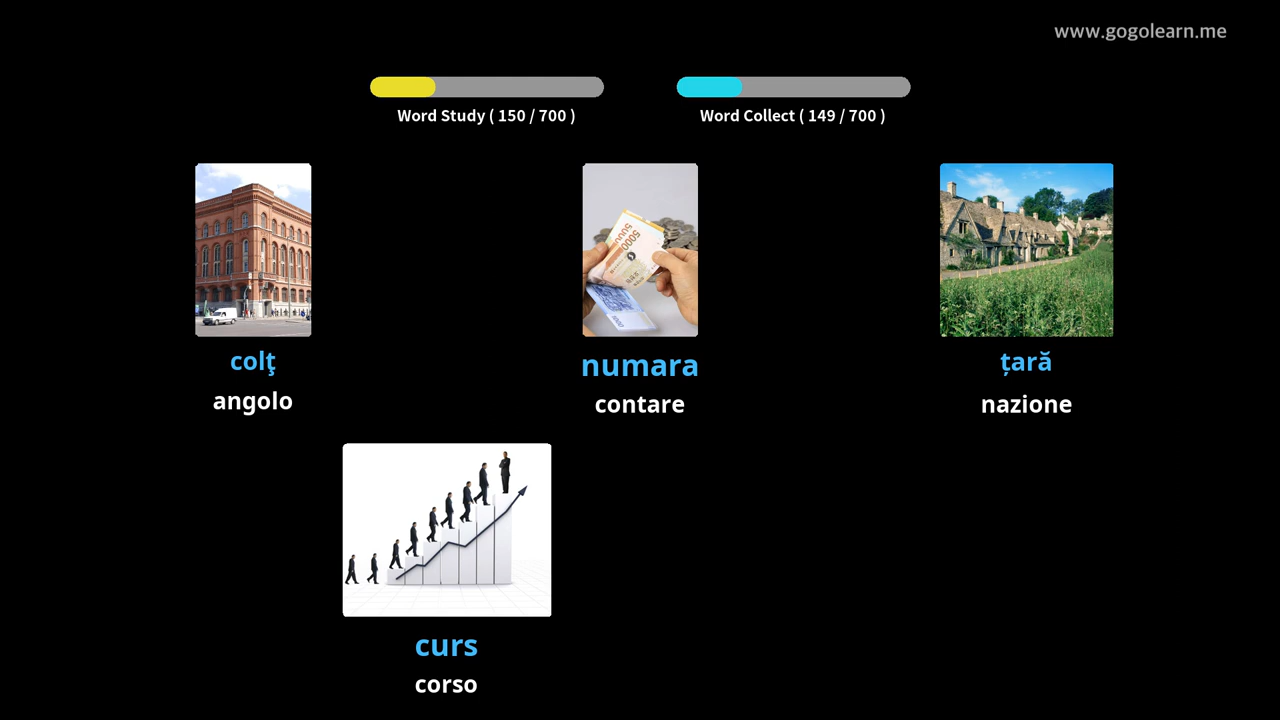 www.gogolearn.me
Word Study ( 150 / 700 )
Word Collect ( 149 / 700 )
colţ
angolo
numara
contare
țară
nazione
curs
corso